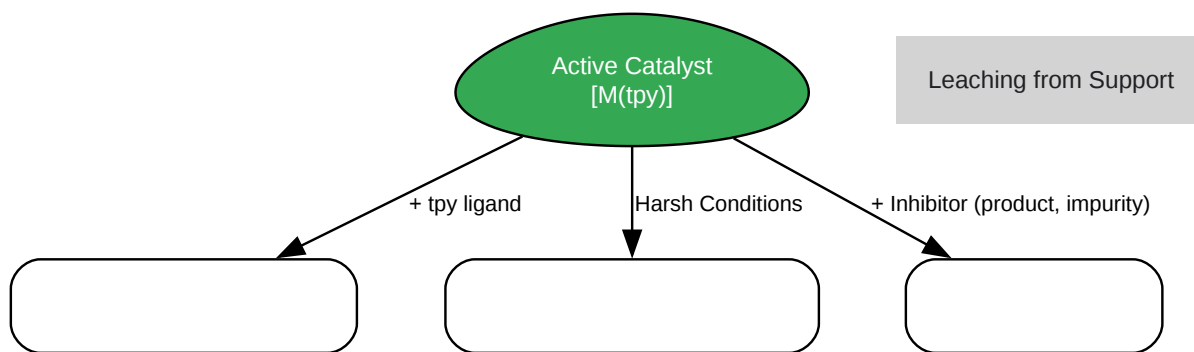 Active Catalyst
[M(tpy)]
Leaching from Support
+ tpy ligand
Harsh Conditions
+ Inhibitor (product, impurity)